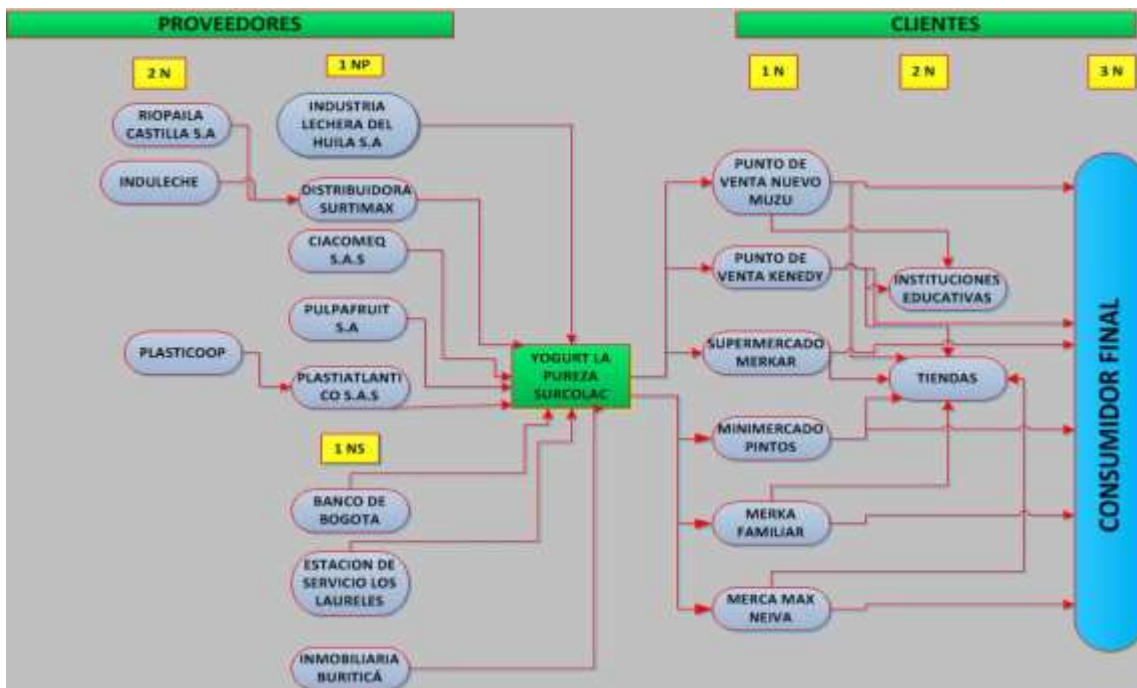 PROVEEDORES
CLIENTES
2 N
1 NP
1 N
2 N
3 N
RIOPAILA
CASTILLA S.A
INDULECHE
PLASTICOOP
INDUSTRIA
LECHERA DEL
HUILA S.A
DISTRIBUIDORA
SURTIMAX
CIACOMEQ
S.A.S
PULPAFRUIT
S.A
PLASTIATLANTI
CO S.A.S
1 NS
BANCO DE
BOGOTA
ESTACION DE
SERVICIO LOS
LAURELES
INMOBILIARIA
BURITICÁ
YOGURT LA
PUREZA
SURCOLAC
PUNTO DE
VENTA NUEVO
MUZU
PUNTO DE
VENTA KENEDY
SUPERMERCADO
MERKAR
MINIMERCADO
PINTOS
MERKA
FAMILIAR
MERCA MAX
NEIVA
INSTITUCIONES
EDUCATIVAS
TIENDAS
CONSUMIDOR FINAL